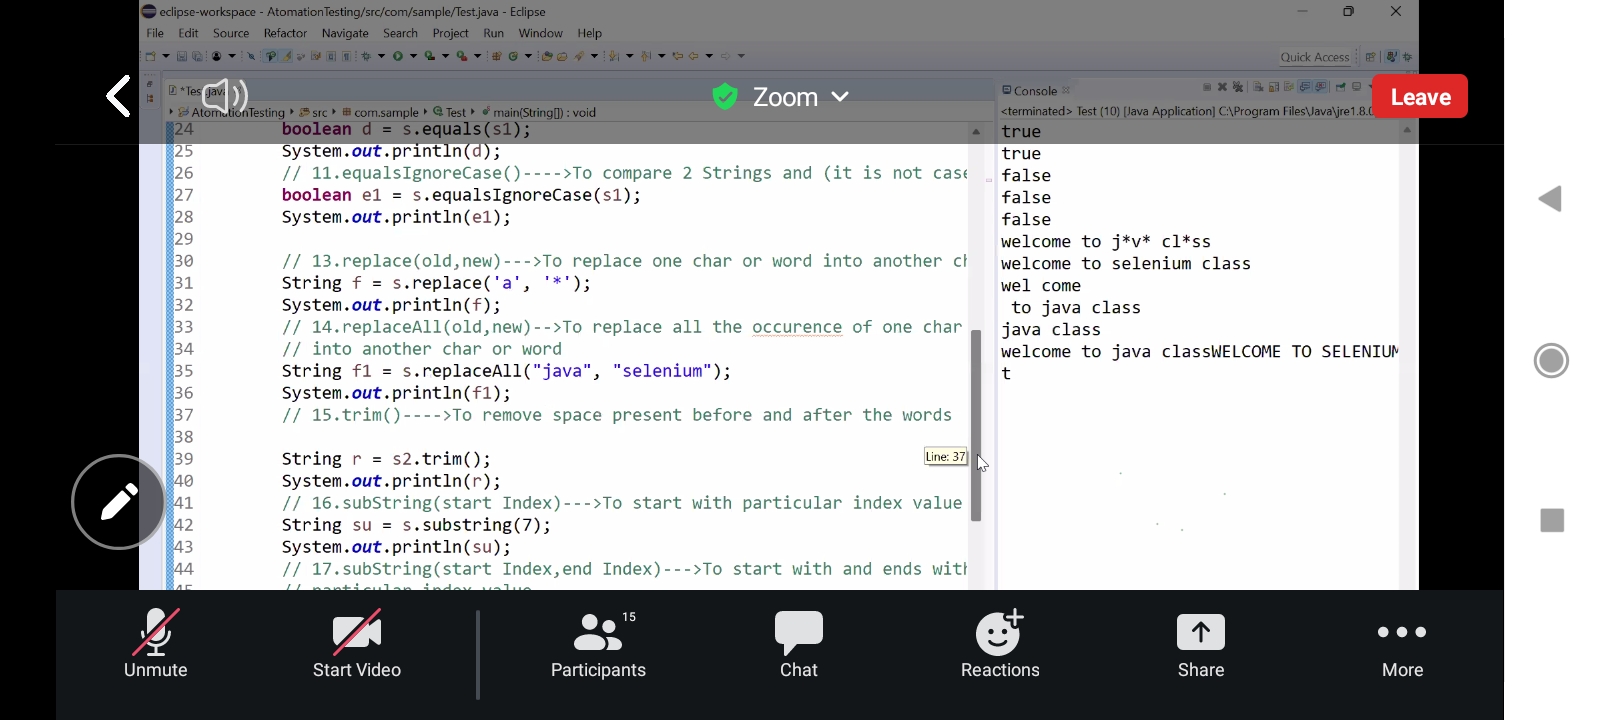 eclipse-workspace - AtomationTesting/src/com/sample/Test.java - Eclipse
File Edit Source Refactor Navigate Search Project Run Window Help
Quick Access
*Test.java
Zoom
Leave
Console
AtomationTesting src com.sample Test main(String[]) : void
<terminated> Test (10) [Java Application] C:\Program Files\Java\jre1.8.0
24 boolean d = s.equals(s1);
25 System.out.println(d);
26 // 11.equalsIgnoreCase()---->To compare 2 Strings and (it is not case
27 boolean e1 = s.equalsIgnoreCase(s1);
28 System.out.println(e1);
29
30 // 13.replace(old,new)--->To replace one char or word into another ch
31 String f = s.replace('a', '*');
32 System.out.println(f);
33 // 14.replaceAll(old,new)-->To replace all the occurence of one char
34 // into another char or word
35 String f1 = s.replaceAll("java", "selenium");
36 System.out.println(f1);
37 // 15.trim()---->To remove space present before and after the words
38
39 String r = s2.trim();
40 System.out.println(r);
41 // 16.subString(start Index)--->To start with particular index value
42 String su = s.substring(7);
43 System.out.println(su);
44 // 17.subString(start Index,end Index)--->To start with and ends with
45 // particular index value
Line: 37
true
true
false
false
false
welcome to j*v* cl*ss
welcome to selenium class
wel come
to java class
java class
welcome to java classWELCOME TO SELENIUM
t
Unmute
Start Video
15
Participants
Chat
Reactions
Share
More